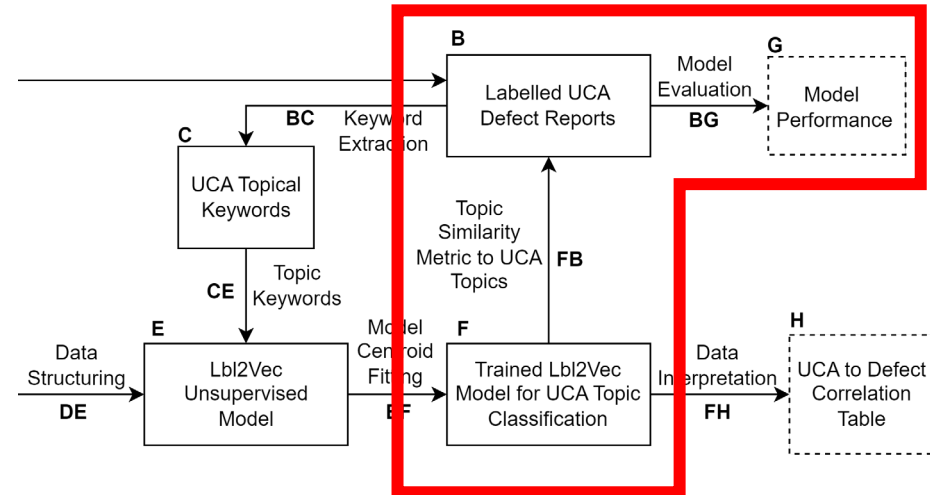 B
Labelled UCA
Defect Reports
Model
Evaluation
BG
G
Model
Performance
BC
Keyword
Extraction
C
UCA Topical
Keywords
CE
Topic
Keywords
Topic
Similarity
Metric to UCA
Topics
FB
Data
Structuring
DE
E
Lbl2Vec
Unsupervised
Model
Model
Centroid
Fitting
EF
F
Trained Lbl2Vec
Model for UCA Topic
Classification
Data
Interpretation
FH
H
UCA to Defect
Correlation
Table